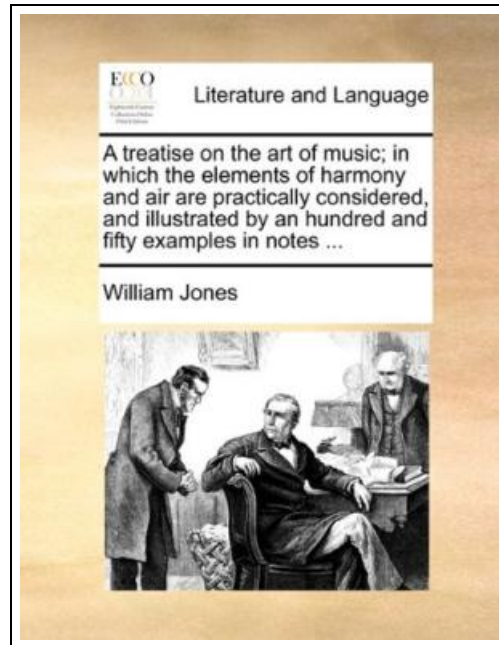 ECCO
Literature and Language
A treatise on the art of music; in
which the elements of harmony
and air are practically considered,
and illustrated by an hundred and
fifty examples in notes ...
William Jones